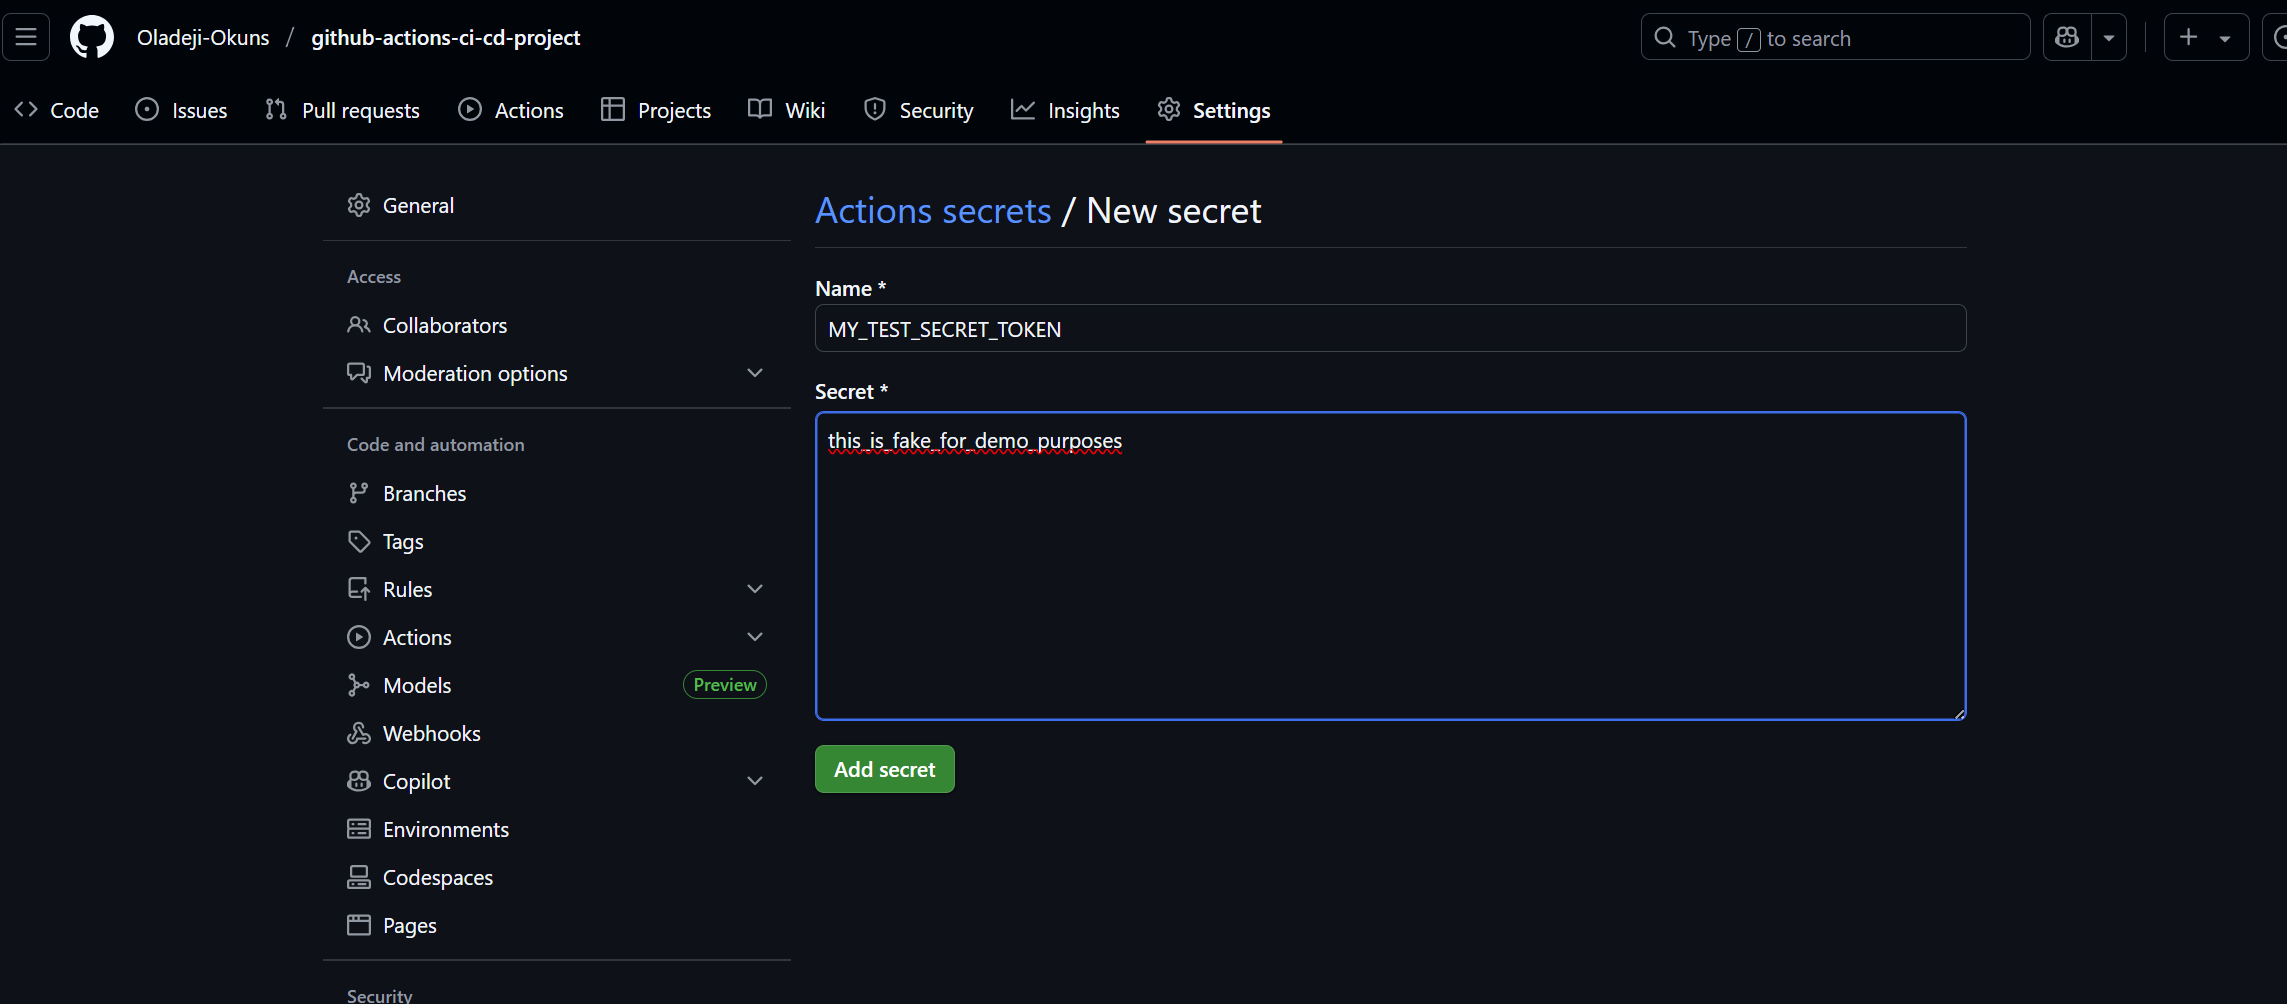 Oladeji-Okuns / github-actions-ci-cd-project
Type / to search
Code Issues Pull requests Actions Projects Wiki Security Insights Settings
General
Access
Collaborators
Moderation options
Code and automation
Branches
Tags
Rules
Actions
Models Preview
Webhooks
Copilot
Environments
Codespaces
Pages
Security
Actions secrets / New secret
Name *
MY_TEST_SECRET_TOKEN
Secret *
this_is_fake_for_demo_purposes
Add secret